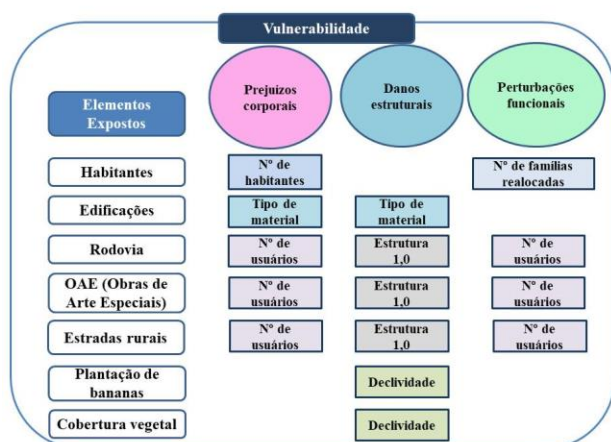 Vulnerabilidade
Elementos
Expostos
Prejuízos
corporais
Danos
estruturais
Perturbações
funcionais
Habitantes
Nº de
habitantes
Nº de famílias
realocadas
Edificações
Tipo de
material
Tipo de
material
Rodovia
Nº de
usuários
Estrutura
1,0
Nº de
usuários
OAE (Obras de
Arte Especiais)
Nº de
usuários
Estrutura
1,0
Nº de
usuários
Estradas rurais
Nº de
usuários
Estrutura
1,0
Nº de
usuários
Plantação de
bananas
Declividade
Cobertura vegetal
Declividade